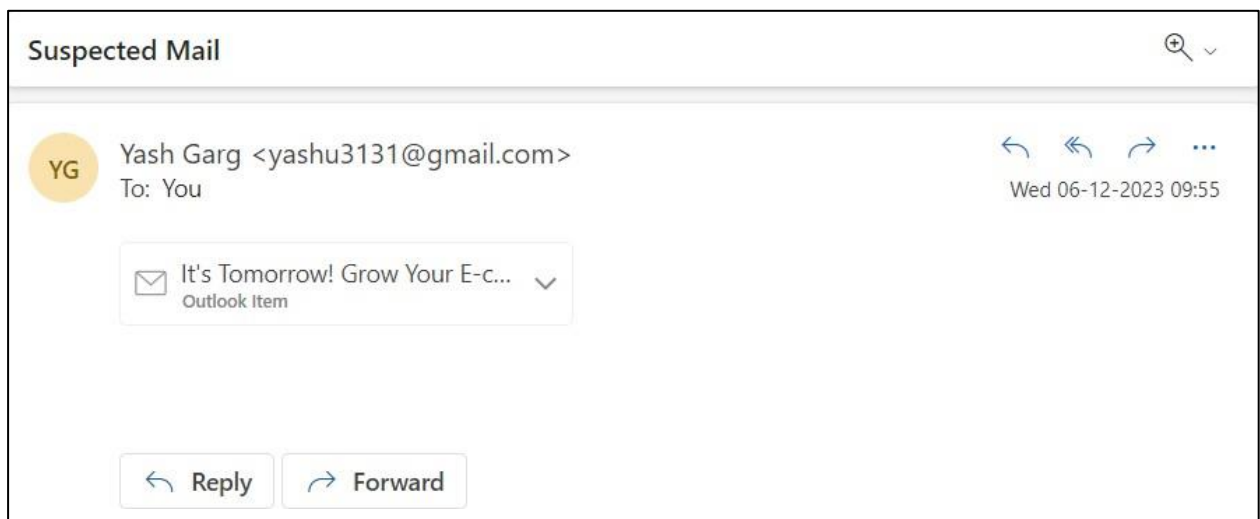 Suspected Mail
YG
Yash Garg <yashu3131@gmail.com>
To: You
Wed 06-12-2023 09:55
It's Tomorrow! Grow Your E-c...
Outlook Item
Reply
Forward